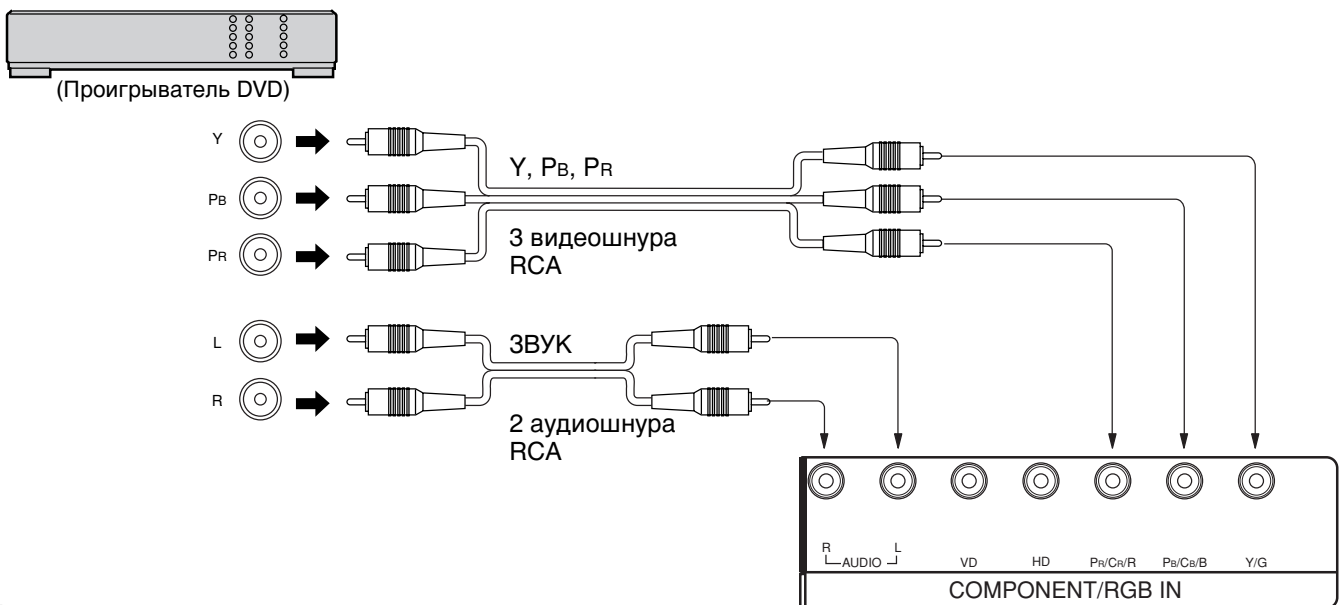 (Проигрыватель DVD)
Y
PB
PR
Y, PB, PR
3 видеошнура
RCA
L
R
ЗВУК
2 аудиошнура
RCA
R AUDIO L VD HD PR/CR/R PB/CB/B Y/G
COMPONENT/RGB IN